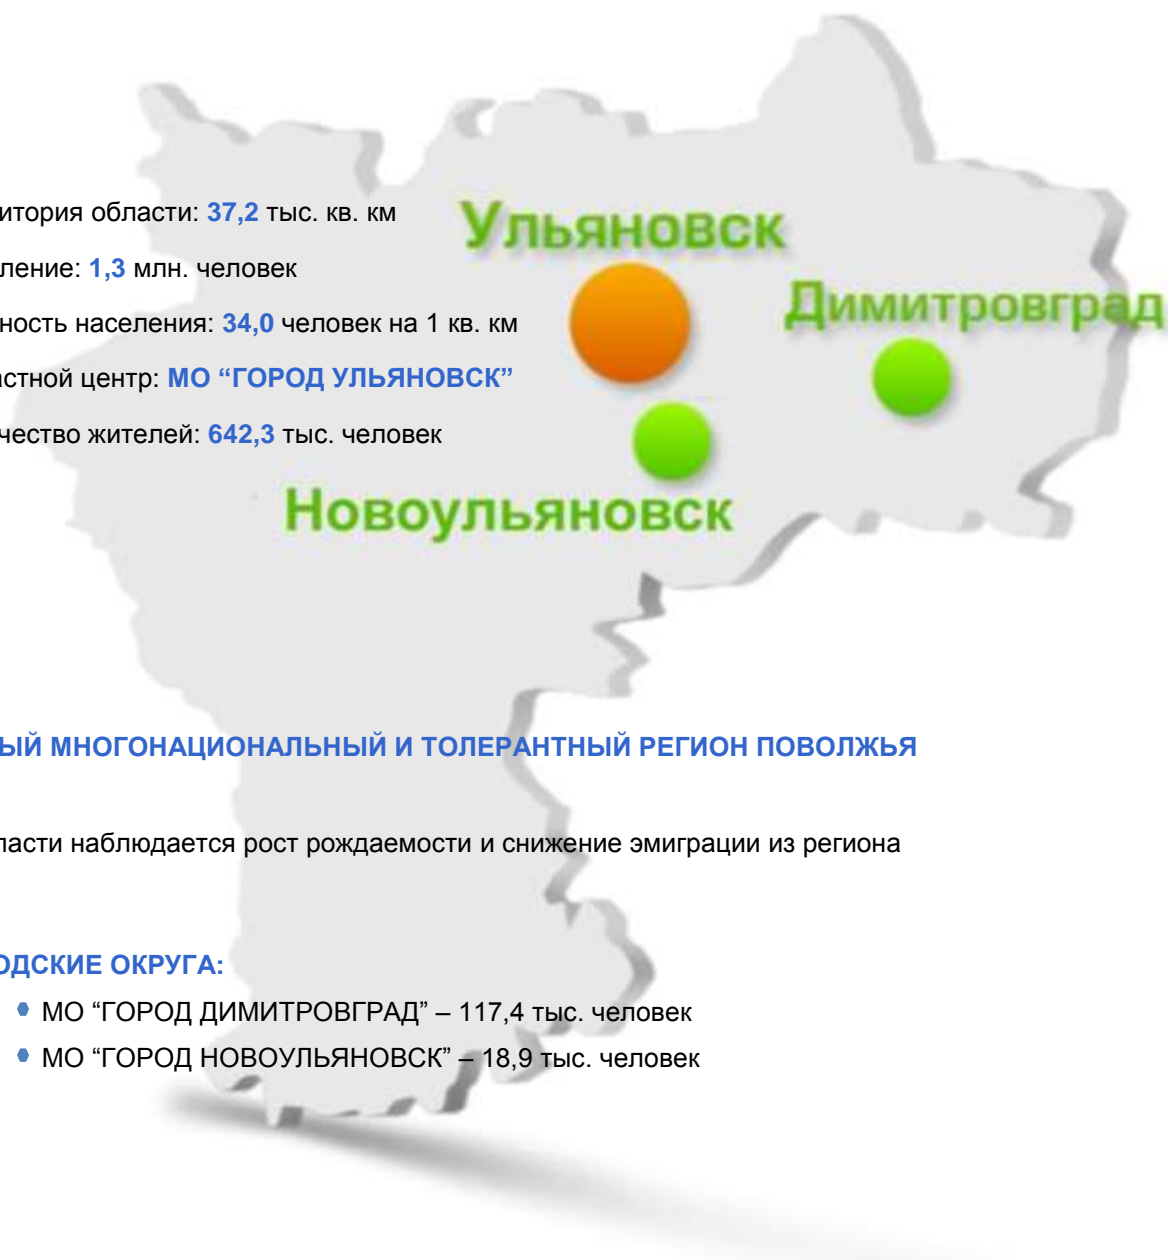 итория области: 37,2 тыс. кв. км
Ульяновск
ление: 1,3 млн. человек
Димитровград
ность населения: 34,0 человек на 1 кв. км
астной центр: МО “ГОРОД УЛЬЯНОВСК”
чество жителей: 642,3 тыс. человек
Новоульяновск
ЫЙ МНОГОНАЦИОНАЛЬНЫЙ И ТОЛЕРАНТНЫЙ РЕГИОН ПОВОЛЖЬЯ
ласти наблюдается рост рождаемости и снижение эмиграции из региона
ОДСКИЕ ОКРУГА:
МО “ГОРОД ДИМИТРОВГРАД” – 117,4 тыс. человек
МО “ГОРОД НОВОУЛЬЯНОВСК” – 18,9 тыс. человек